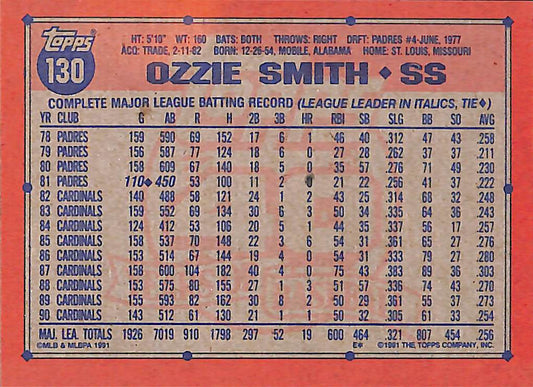 Topps
130
HT: 5'10" WT: 160 BATS: BOTH THROWS: RIGHT DRFT: PADRES #4-JUNE, 1977
ACQ: TRADE, 2-11-82 BORN: 12-26-54, MOBILE, ALABAMA HOME: ST. LOUIS, MISSOURI
OZZIE SMITH ♦ SS
COMPLETE MAJOR LEAGUE BATTING RECORD (LEAGUE LEADER IN ITALICS, TIE♦)
YR CLUB G AB R H 2B 3B HR RBI SB SLG BB SO AVG
78 PADRES 159 590 69 152 17 6 1 46 40 .312 47 43 .258
79 PADRES 156 587 77 124 18 6 0 27 28 .262 37 37 .211
80 PADRES 158 609 67 140 18 5 0 35 57 .276 71 49 .230
81 PADRES 110♦ 450 53 100 11 2 0 21 22 .256 41 37 .222
82 CARDINALS 140 488 58 121 24 1 2 43 25 .314 68 32 .248
83 CARDINALS 159 552 69 134 30 6 3 50 34 .335 64 36 .243
84 CARDINALS 124 412 53 106 20 5 1 44 35 .337 56 17 .257
85 CARDINALS 158 537 70 148 22 3 6 54 31 .361 65 27 .276
86 CARDINALS 153 514 67 144 19 4 0 54 31 .333 79 27 .280
87 CARDINALS 158 600 104 182 40 4 0 75 43 .383 89 36 .303
88 CARDINALS 153 575 80 155 27 1 3 51 57 .336 74 43 .270
89 CARDINALS 155 593 82 162 30 8 2 50 29 .361 55 37 .273
90 CARDINALS 143 512 61 130 21 1 1 50 32 .305 61 33 .254
MAJ. LEA. TOTALS 1926 7019 910 1798 297 52 19 600 464 .321 807 454 .256
©MLB & MLBPA 1991 E* ©1991 THE TOPPS COMPANY, INC.